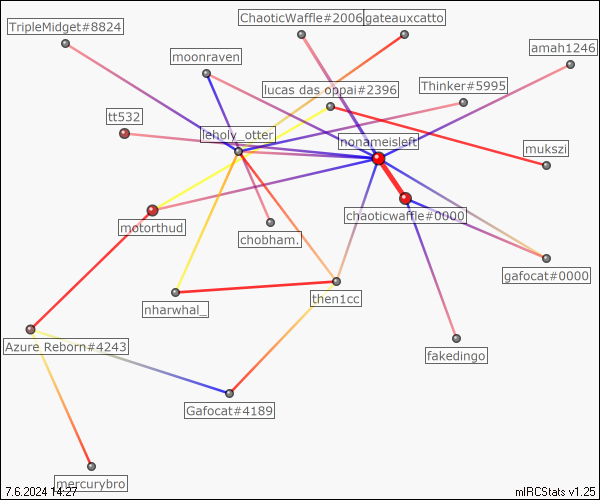 TripleMidget#8824
ChaoticWaffle#2006
gateauxcatto
moonraven
amah1246
lucas das oppai#2396
Thinker#5995
tt532
leholy_otter
nonameisleft
mukszi
motorthud
chaoticwaffle#0000
chobham.
gafocat#0000
nharwhal_
then1cc
Azure Reborn#4243
fakedingo
Gafocat#4189
mercurybro
7.6.2024 14:27
mIRCStats v1.25